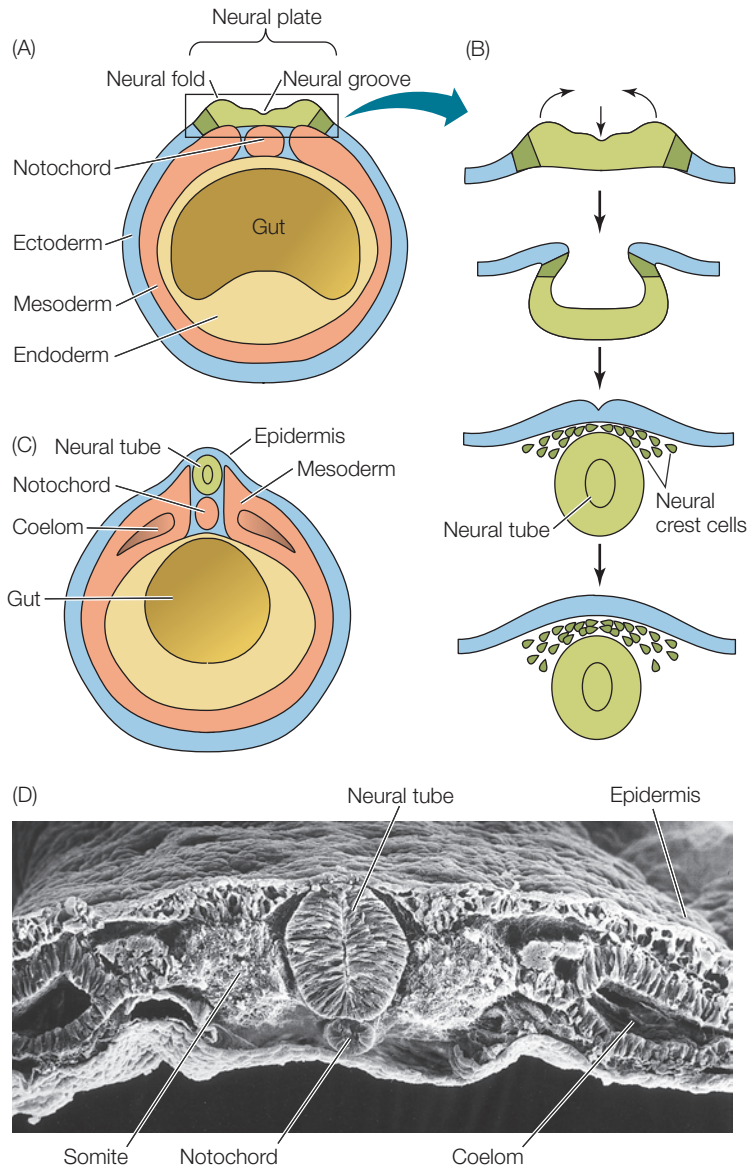 Neural plate
(A)
(B)
Neural fold
Neural groove
Notochord
Gut
Ectoderm
Mesoderm
Endoderm
(C)
Neural tube
Epidermis
Mesoderm
Notochord
Coelom
Gut
Neural tube
Neural
crest cells
(D)
Neural tube
Epidermis
Somite
Notochord
Coelom